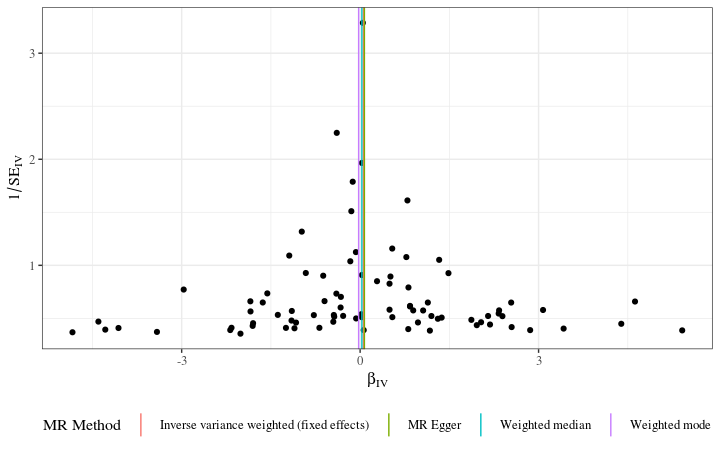 3
2
1
1/SE_IV
-3
0
3
β_IV
MR Method
Inverse variance weighted (fixed effects)
MR Egger
Weighted median
Weighted mode